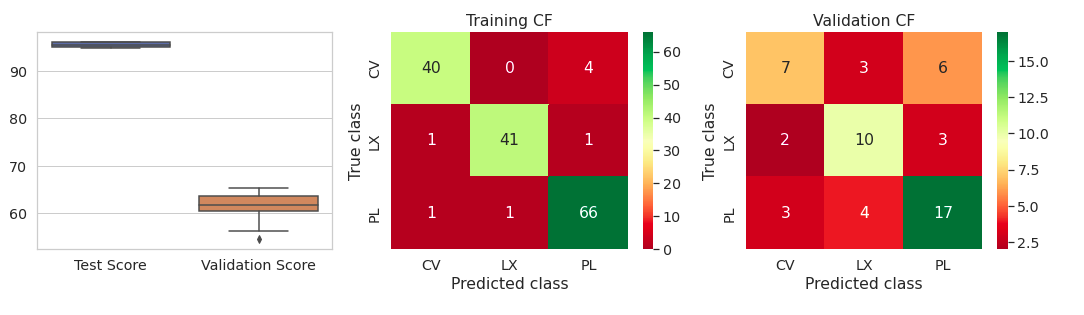 90
80
70
60
Test Score Validation Score
Training CF
True class
CV
LX
PL
40 0 4
1 41 1
1 1 66
CV LX PL
Predicted class
60
50
40
30
20
10
0
Validation CF
True class
CV
LX
PL
7 3 6
2 10 3
3 4 17
CV LX PL
Predicted class
15.0
12.5
10.0
7.5
5.0
2.5